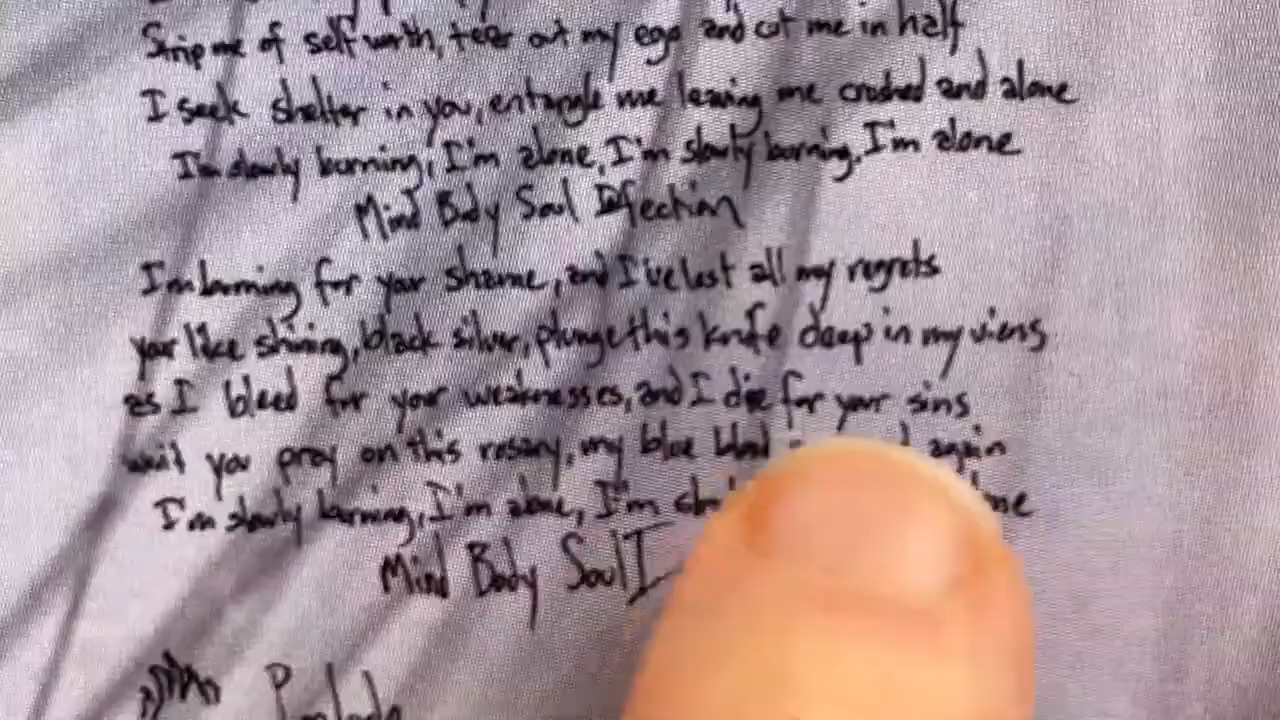 Strip me of self worth, tear out my ego and cut me in half
I seek shelter in you, entangle me leaving me crushed and alone
I'm slowly burning, I'm alone, I'm slowly burning, I'm alone
Mind Body Soul Infection
I'm burning for your shame, and I've lost all my regrets
your like shining, black silver, plunge this knife deep in my viens
as I bleed for your weaknesses, and I die for your sins
wait you pray on this rosary, my blue blood again
I'm slowly burning, I'm alone, I'm
Mind Body Soul I